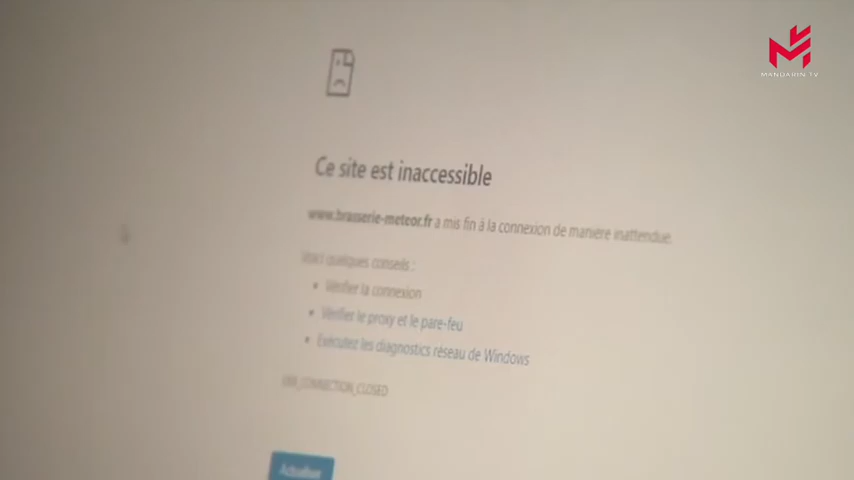 MANDARIN TV
Ce site est inaccessible
www.brasserie-meteor.fr a mis fin à la connexion de manière inattendue.
Voici quelques conseils :
• Vérifier la connexion
• Vérifier le proxy et le pare-feu
• Exécutez les diagnostics réseau de Windows
ERR_CONNECTION_CLOSED
Actualiser